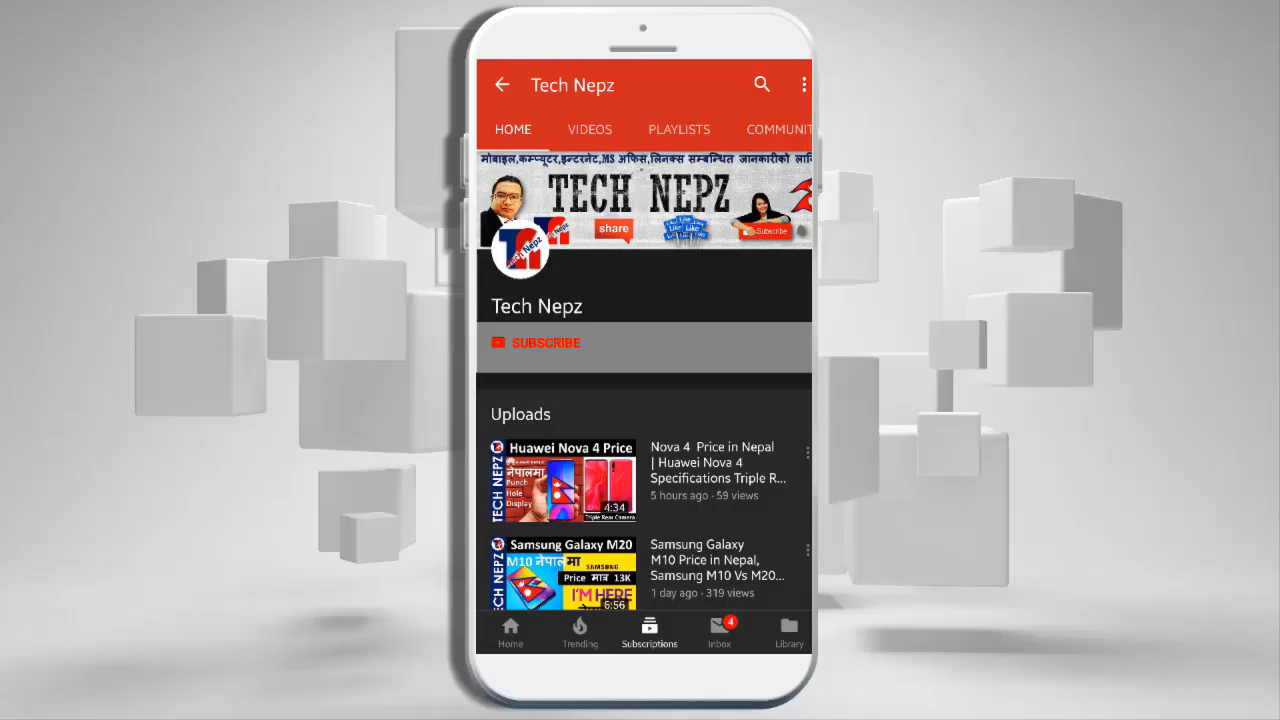 Tech Nepz
HOME VIDEOS PLAYLISTS COMMUNIT
मोबाइल,कम्प्यूटर,इन्टरनेट,MS अफिस,लिनक्स सम्बन्धित जानकारीको लागि
TECH NEPZ
share
Like Like Like
Subscribe
Tech Nepz
SUBSCRIBE
Uploads
Huawei Nova 4 Price
नेपालमा
Punch
Hole
Display
TECH NEPZ
4:34
Triple Rear Camera
Nova 4 Price in Nepal
| Huawei Nova 4
Specifications Triple R...
5 hours ago · 59 views
Samsung Galaxy M20
M10 नेपालमा
SAMSUNG
Price मात्र 13K
I'M HERE
TECH NEPZ
6:56
Samsung Galaxy
M10 Price in Nepal,
Samsung M10 Vs M20...
1 day ago · 319 views
4
Home Trending Subscriptions Inbox Library